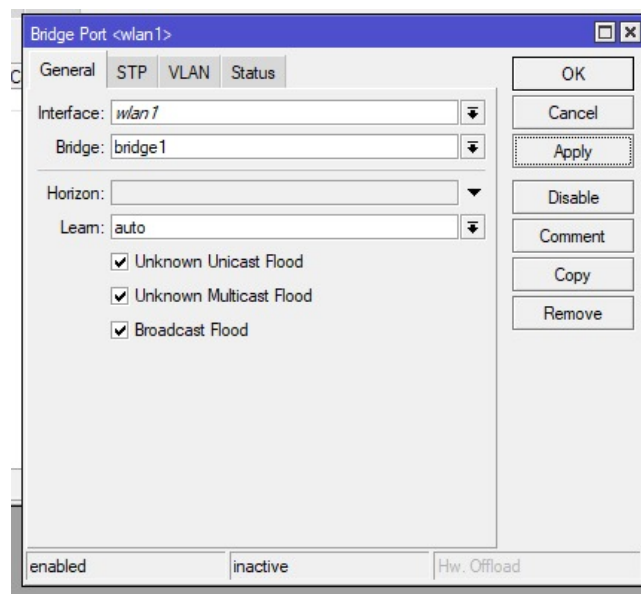 Bridge Port <wlan1>
General STP VLAN Status
Interface: wlan1
Bridge: bridge1
Horizon:
Learn: auto
Unknown Unicast Flood
Unknown Multicast Flood
Broadcast Flood
OK
Cancel
Apply
Disable
Comment
Copy
Remove
enabled inactive Hw. Offload